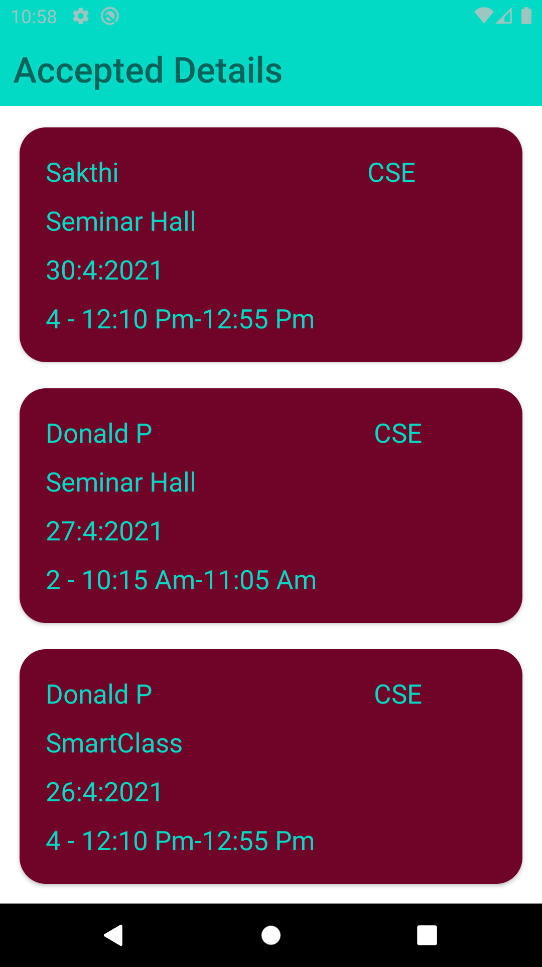 10:58
Accepted Details
Sakthi CSE
Seminar Hall
30:4:2021
4 - 12:10 Pm-12:55 Pm
Donald P CSE
Seminar Hall
27:4:2021
2 - 10:15 Am-11:05 Am
Donald P CSE
SmartClass
26:4:2021
4 - 12:10 Pm-12:55 Pm